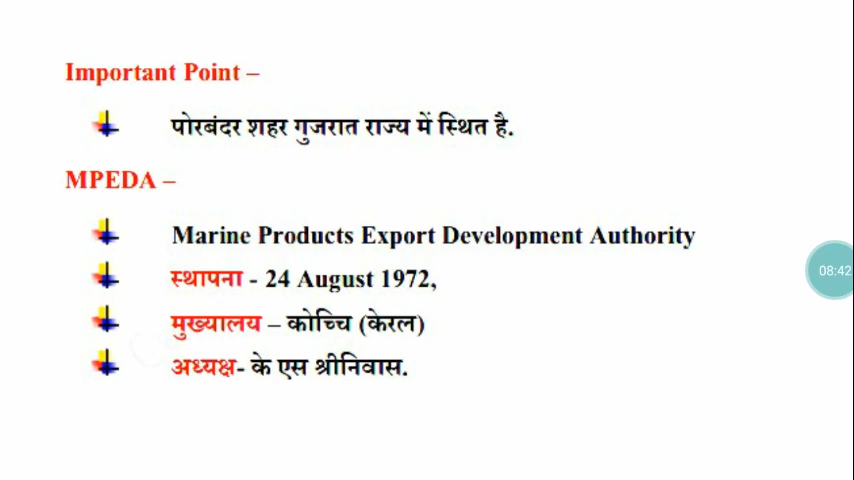 Important Point –
पोरबंदर शहर गुजरात राज्य में स्थित है.
MPEDA –
Marine Products Export Development Authority
स्थापना - 24 August 1972,
मुख्यालय – कोच्चि (केरल)
अध्यक्ष- के एस श्रीनिवास.
08:42